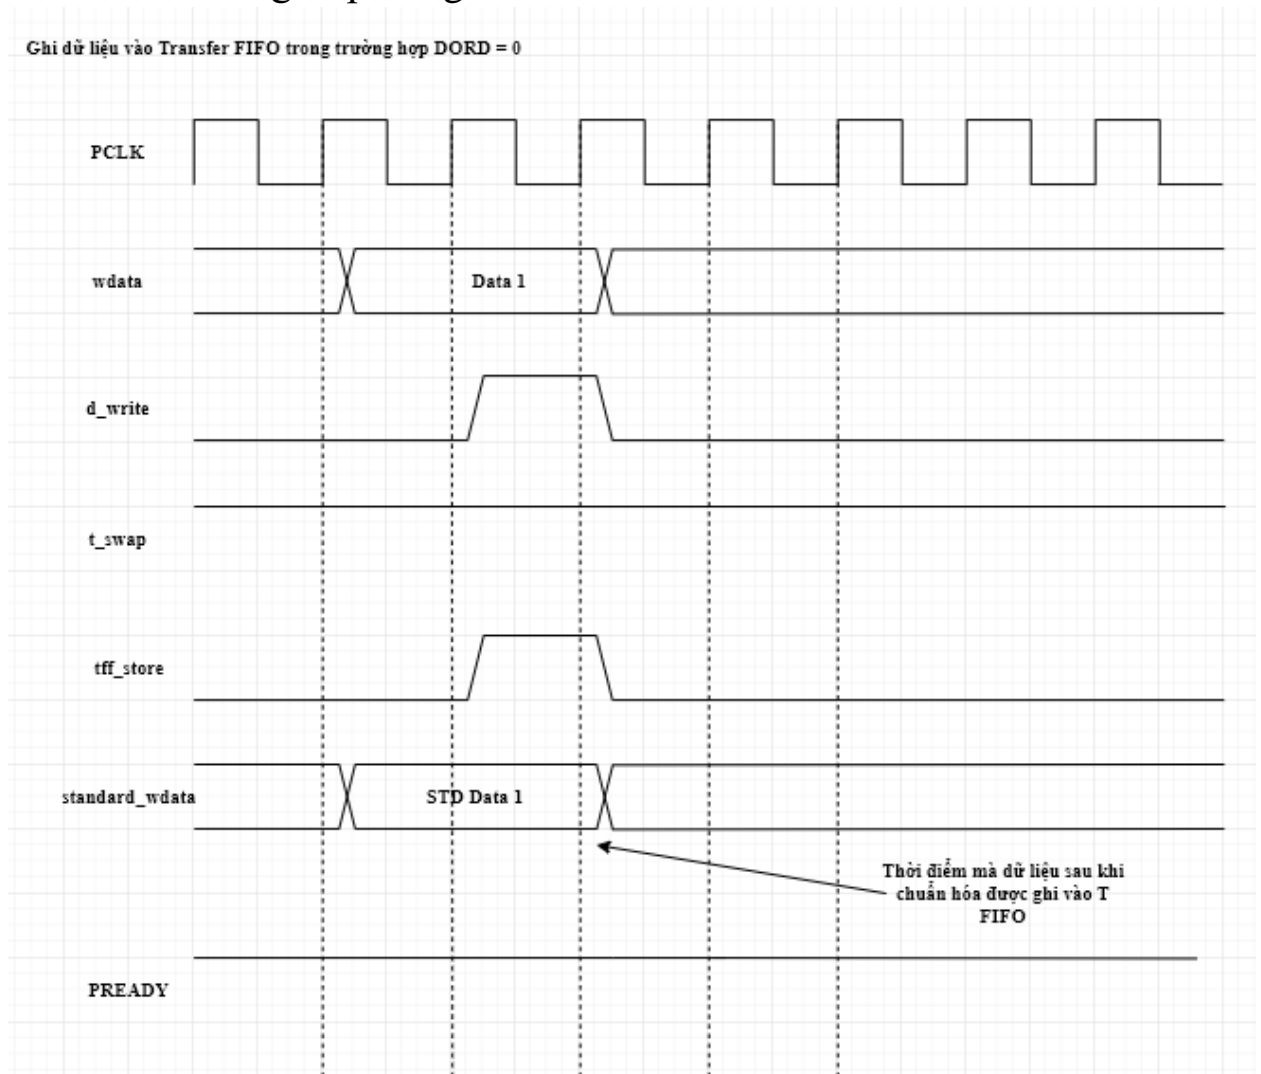 Ghi dữ liệu vào Transfer FIFO trong trường hợp DORD = 0
PCLK
wdata
Data 1
d_write
t_swap
tff_store
standard_wdata
STD Data 1
Thời điểm mà dữ liệu sau khi
chuẩn hóa được ghi vào T
FIFO
PREADY